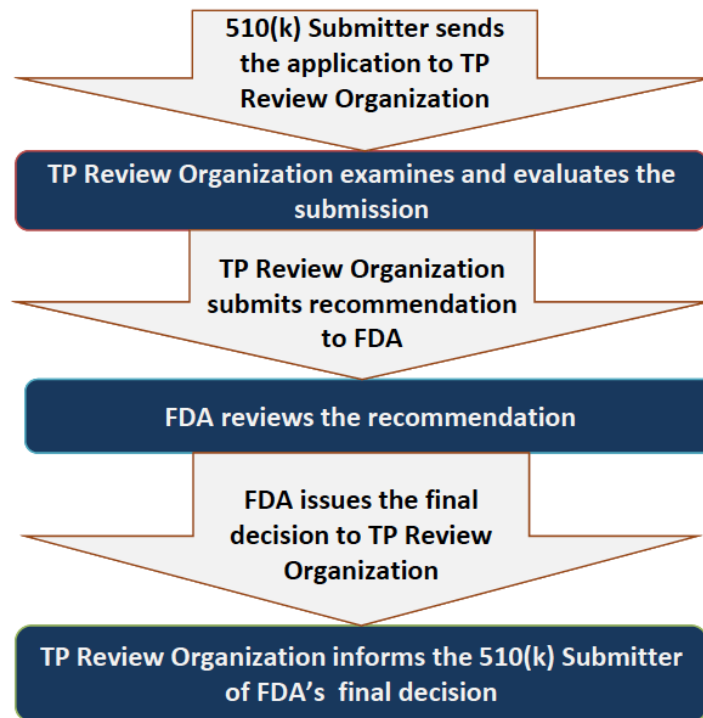 510(k) Submitter sends
the application to TP
Review Organization
TP Review Organization examines and evaluates the
submission
TP Review Organization
submits recommendation
to FDA
FDA reviews the recommendation
FDA issues the final
decision to TP Review
Organization
TP Review Organization informs the 510(k) Submitter
of FDA’s  final decision